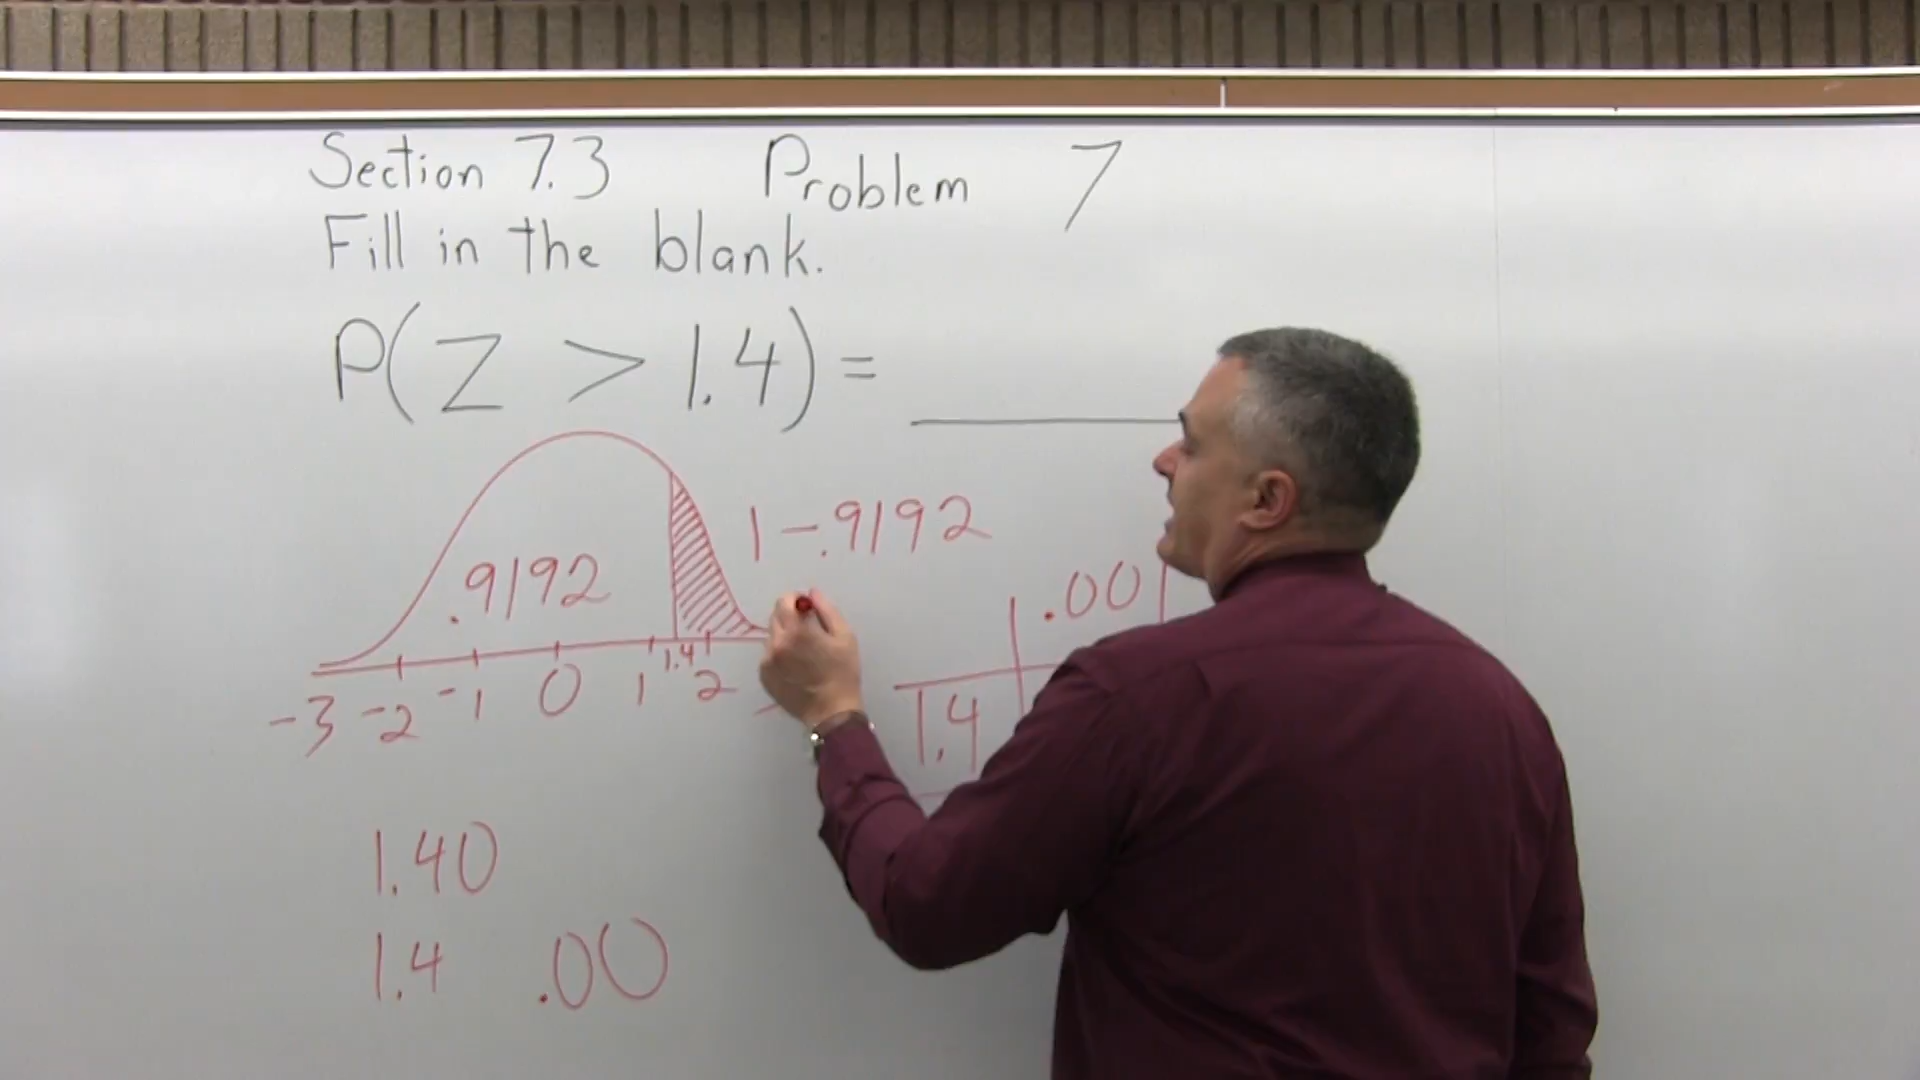 Section 7.3 Problem 7
Fill in the blank.
P(Z > 1.4) =
1-.9192
.9192
.00
1.4
-3 -2 -1 0 1 1.4 2
1.40
1.4 .00